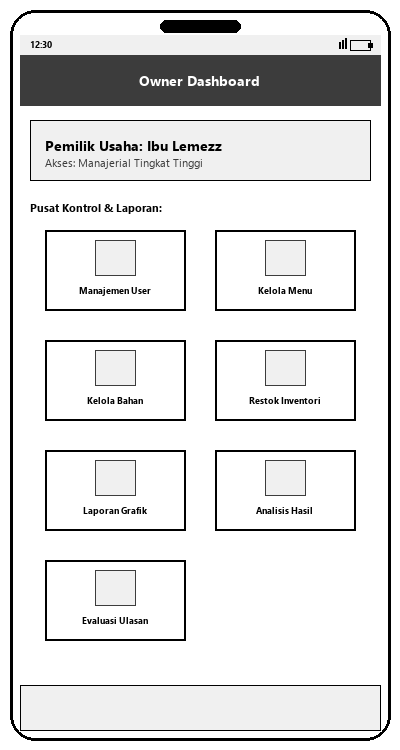 12:30
Owner Dashboard
Pemilik Usaha: Ibu Lemezz
Akses: Manajerial Tingkat Tinggi
Pusat Kontrol & Laporan:
Manajemen User
Kelola Menu
Kelola Bahan
Restok Inventori
Laporan Grafik
Analisis Hasil
Evaluasi Ulasan